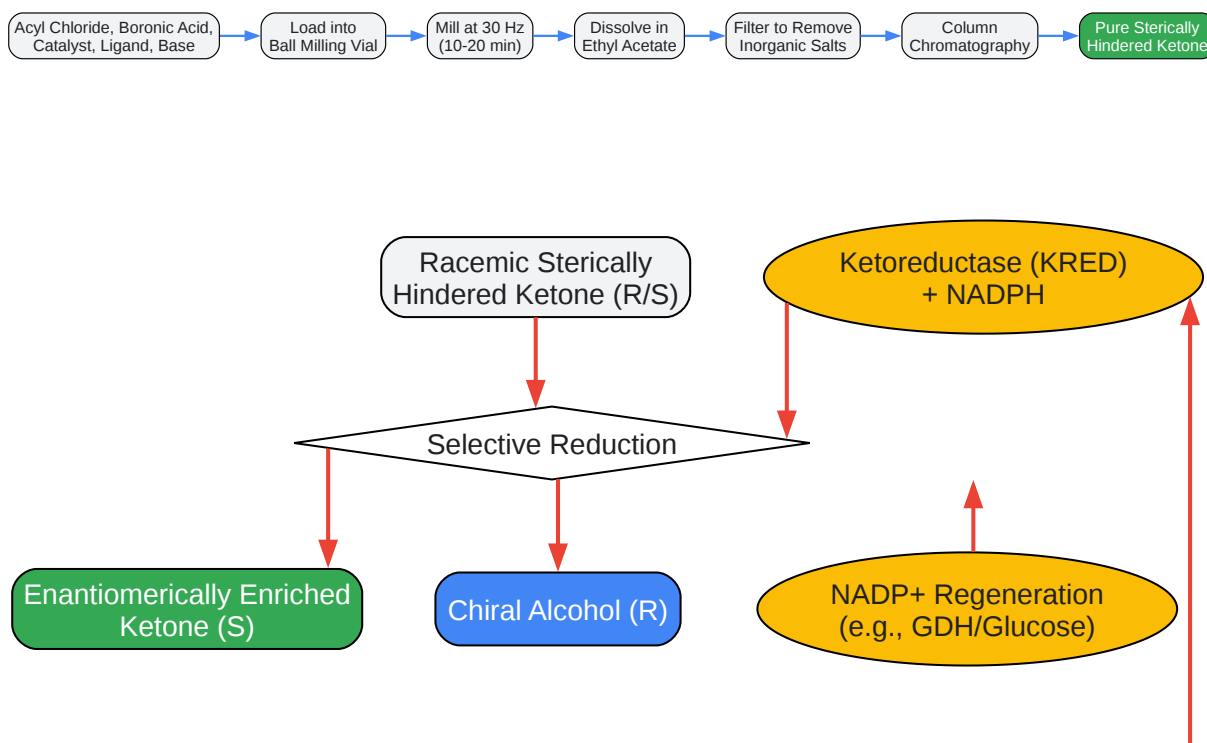 Acyl Chloride, Boronic Acid,
Catalyst, Ligand, Base
Load into
Ball Milling Vial
Mill at 30 Hz
(10-20 min)
Dissolve in
Ethyl Acetate
Filter to Remove
Inorganic Salts
Column
Chromatography
Pure Sterically
Hindered Ketone
Racemic Sterically
Hindered Ketone (R/S)
Ketoreductase (KRED)
+ NADPH
Selective Reduction
Enantiomerically Enriched
Ketone (S)
Chiral Alcohol (R)
NADP+ Regeneration
(e.g., GDH/Glucose)